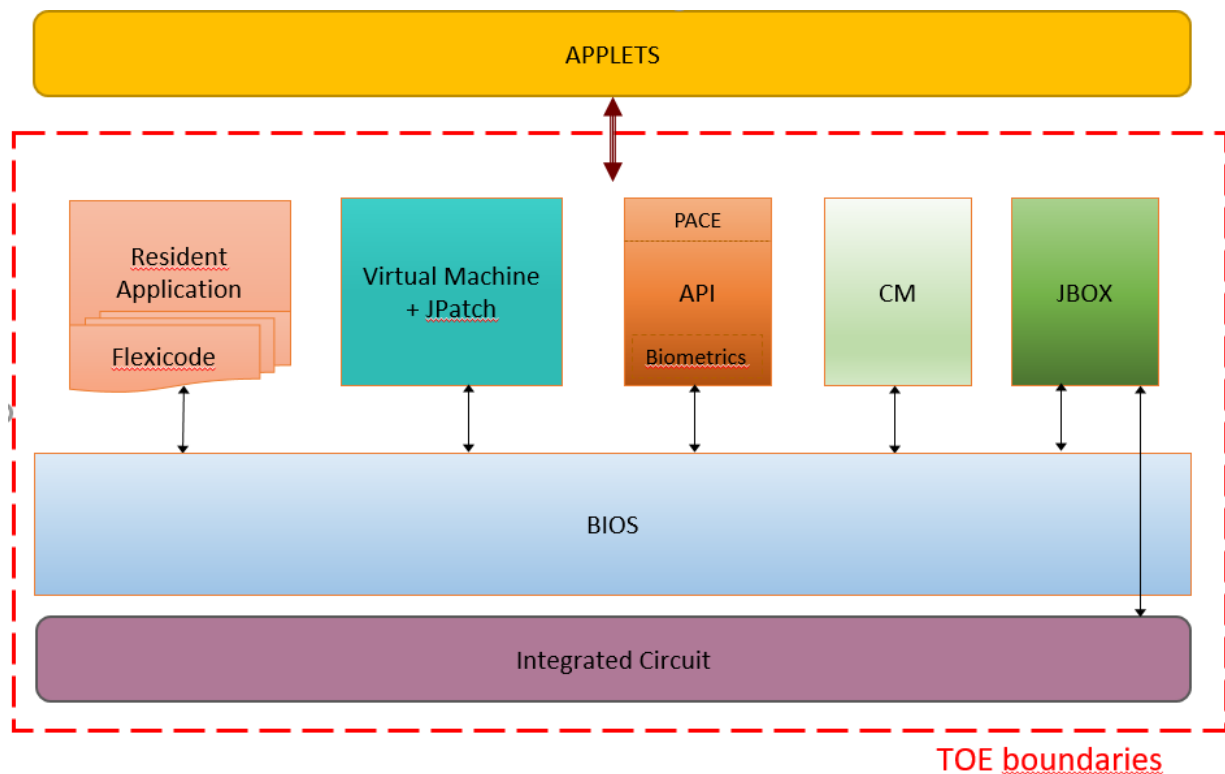 APPLETS
Resident
Application
Flexicode
Virtual Machine
+ JPatch
PACE
API
Biometrics
CM
JBOX
BIOS
Integrated Circuit
TOE boundaries